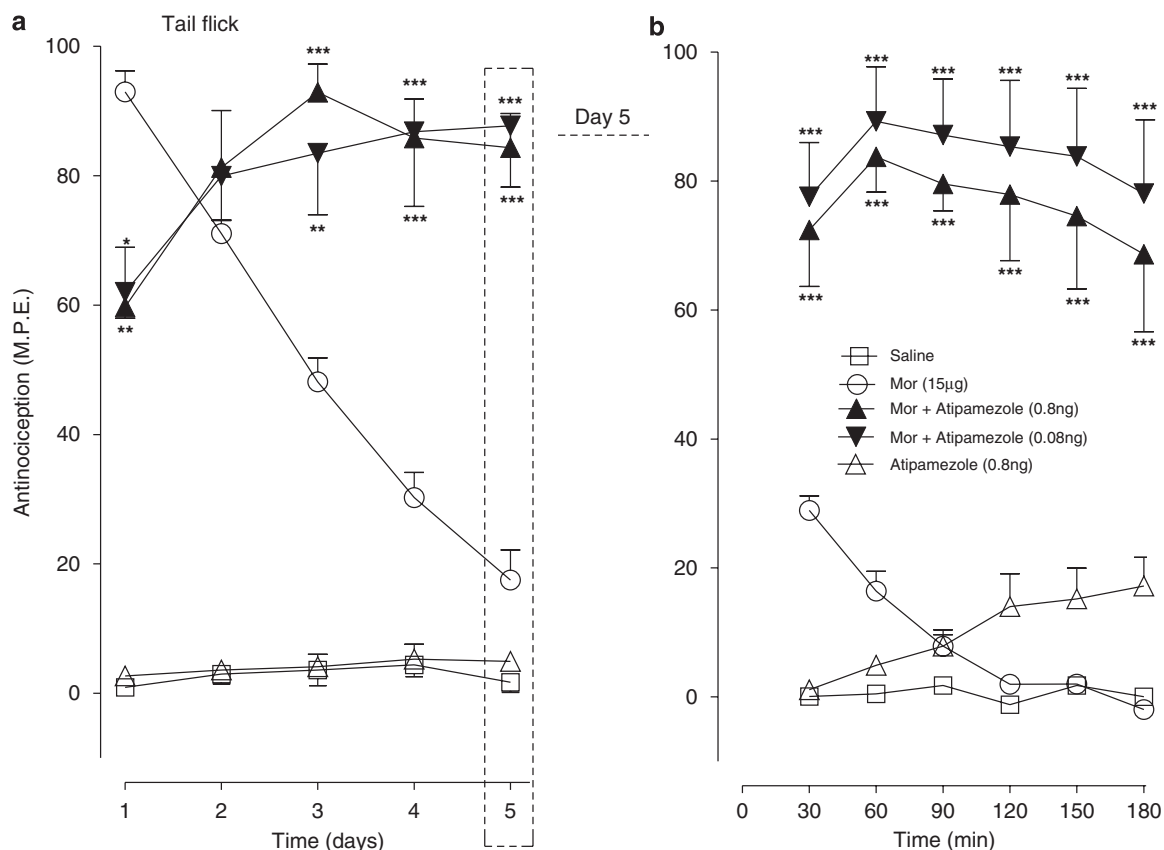 a
Tail flick
100
80
60
40
20
0
Antinociception (M.P.E.)
*
**
***
**
***
***
***
***
1 2 3 4 5
Time (days)
Day 5
b
100
80
60
40
20
0
*** *** *** *** *** ***
*** *** *** *** *** ***
Saline
Mor (15µg)
Mor + Atipamezole (0.8ng)
Mor + Atipamezole (0.08ng)
Atipamezole (0.8ng)
0 30 60 90 120 150 180
Time (min)